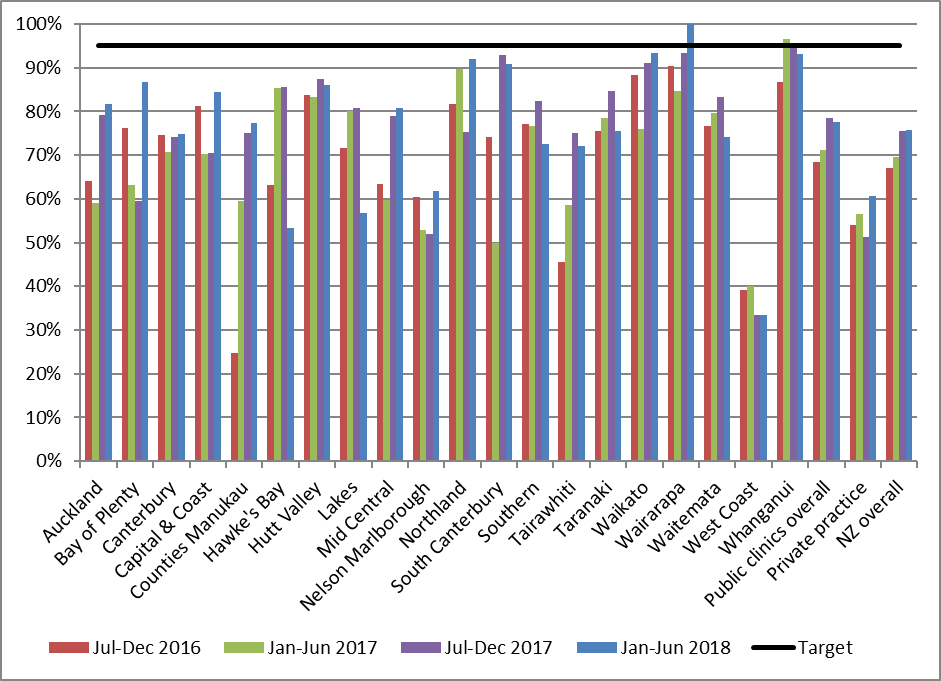 100%
90%
80%
70%
60%
50%
40%
30%
20%
10%
0%
Auckland
Bay of Plenty
Canterbury
Capital & Coast
Counties Manukau
Hawke's Bay
Hutt Valley
Lakes
Mid Central
Nelson Marlborough
Northland
South Canterbury
Southern
Tairawhiti
Taranaki
Waikato
Wairarapa
Waitemata
West Coast
Whanganui
Public clinics overall
Private practice
NZ overall
Jul-Dec 2016 Jan-Jun 2017 Jul-Dec 2017 Jan-Jun 2018 Target